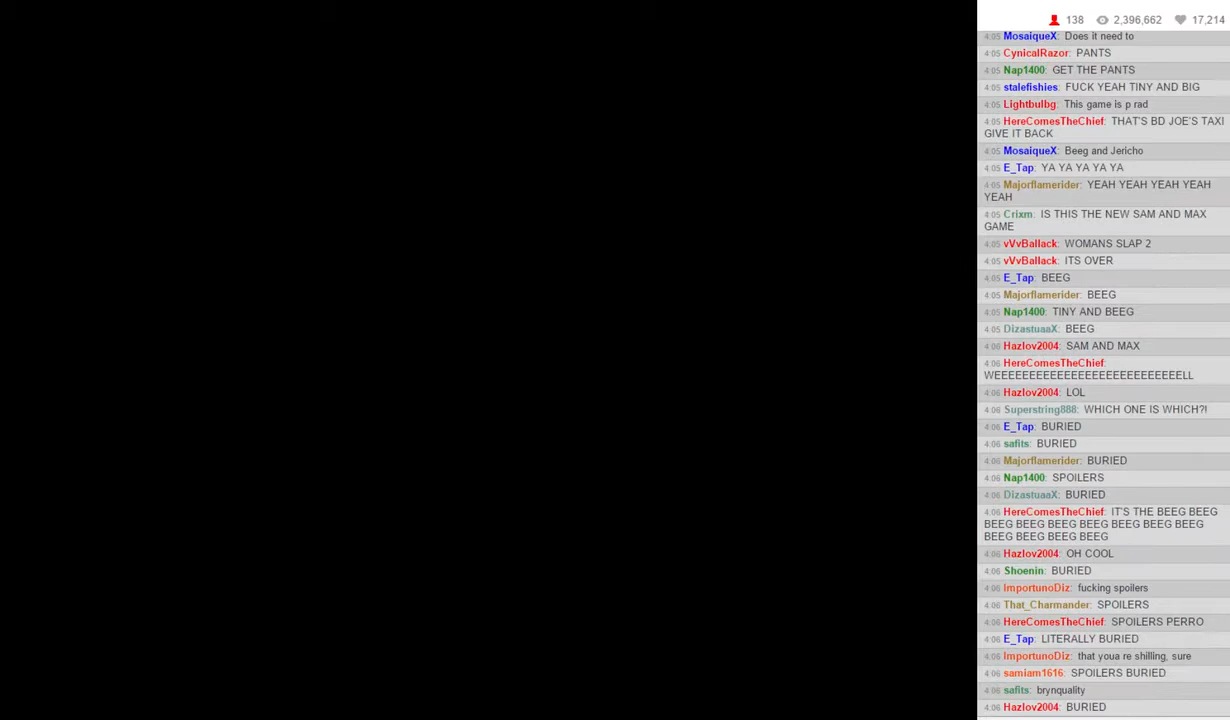 138 2,396,662 17,214
4:05 MosaiqueX: Does it need to
4:05 CynicalRazor: PANTS
4:05 Nap1400: GET THE PANTS
4:05 stalefishies: FUCK YEAH TINY AND BIG
4:05 Lightbulbg: This game is p rad
4:05 HereComesTheChief: THAT'S BD JOE'S TAXI
GIVE IT BACK
4:05 MosaiqueX: Beeg and Jericho
4:05 E_Tap: YA YA YA YA YA
4:05 Majorflamerider: YEAH YEAH YEAH YEAH
YEAH
4:05 Crixm: IS THIS THE NEW SAM AND MAX
GAME
4:05 vVvBallack: WOMANS SLAP 2
4:05 vVvBallack: ITS OVER
4:05 E_Tap: BEEG
4:05 Majorflamerider: BEEG
4:05 Nap1400: TINY AND BEEG
4:05 DizastuaaX: BEEG
4:06 Hazlov2004: SAM AND MAX
4:06 HereComesTheChief:
WEEEEEEEEEEEEEEEEEEEEEEEEEEELL
4:06 Hazlov2004: LOL
4:06 Superstring888: WHICH ONE IS WHICH?!
4:06 E_Tap: BURIED
4:06 safits: BURIED
4:06 Majorflamerider: BURIED
4:06 Nap1400: SPOILERS
4:06 DizastuaaX: BURIED
4:06 HereComesTheChief: IT'S THE BEEG BEEG
BEEG BEEG BEEG BEEG BEEG BEEG BEEG
BEEG BEEG BEEG BEEG
4:06 Hazlov2004: OH COOL
4:06 Shoenin: BURIED
4:06 ImportunoDiz: fucking spoilers
4:06 That_Charmander: SPOILERS
4:06 HereComesTheChief: SPOILERS PERRO
4:06 E_Tap: LITERALLY BURIED
4:06 ImportunoDiz: that youa re shilling, sure
4:06 samiam1616: SPOILERS BURIED
4:06 safits: brynquality
4:06 Hazlov2004: BURIED